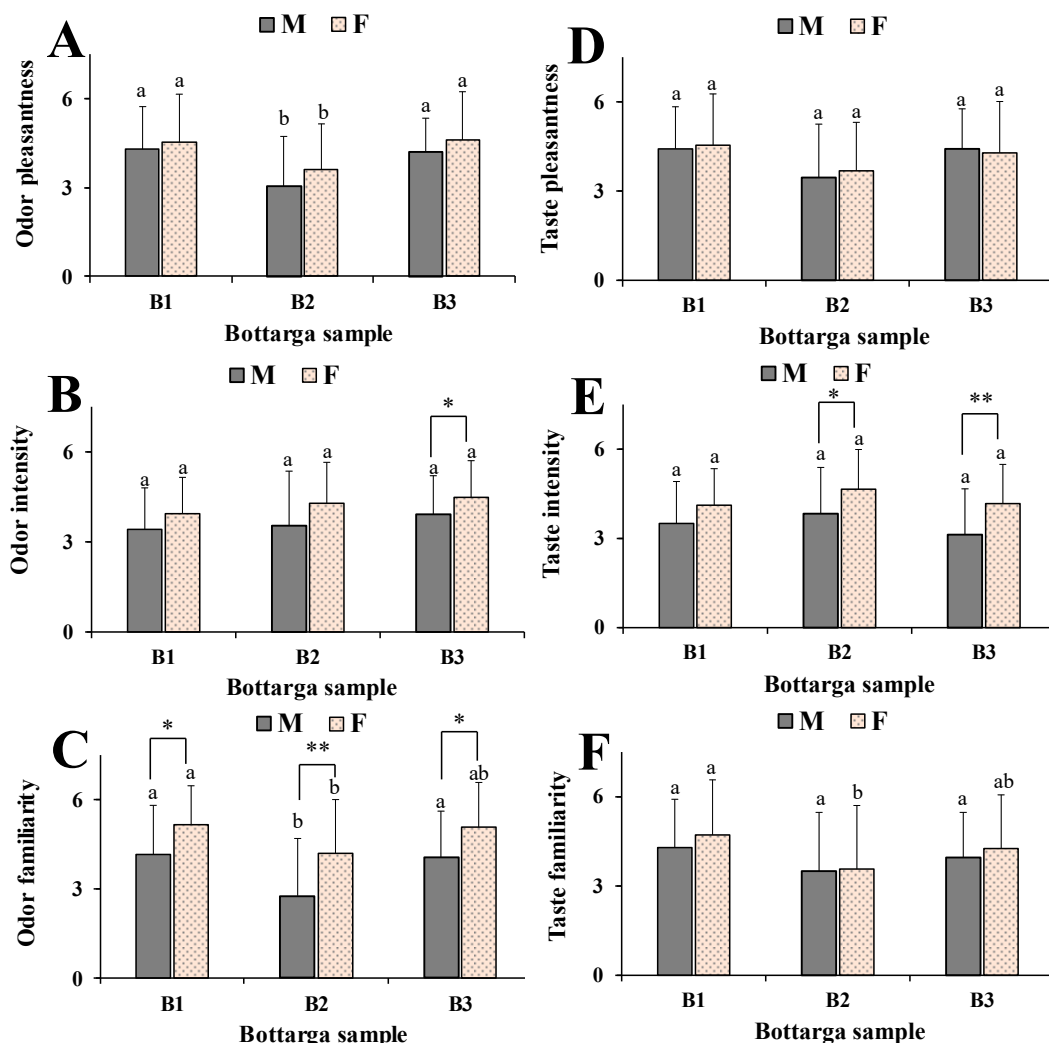 A
M F
Odor pleasantness
6
3
0
a a b b a a
B1 B2 B3
Bottarga sample
D
M F
Taste pleasantness
6
3
0
a a a a a a
B1 B2 B3
Bottarga sample
B
M F
Odor intensity
6
3
0
*
a a a a a a
B1 B2 B3
Bottarga sample
E
M F
Taste intensity
6
3
0
* **
a a a a a a
B1 B2 B3
Bottarga sample
C
M F
Odor familiarity
6
3
0
* ** *
a a b b a ab
B1 B2 B3
Bottarga sample
F
M F
Taste familiarity
6
3
0
a a a b a ab
B1 B2 B3
Bottarga sample